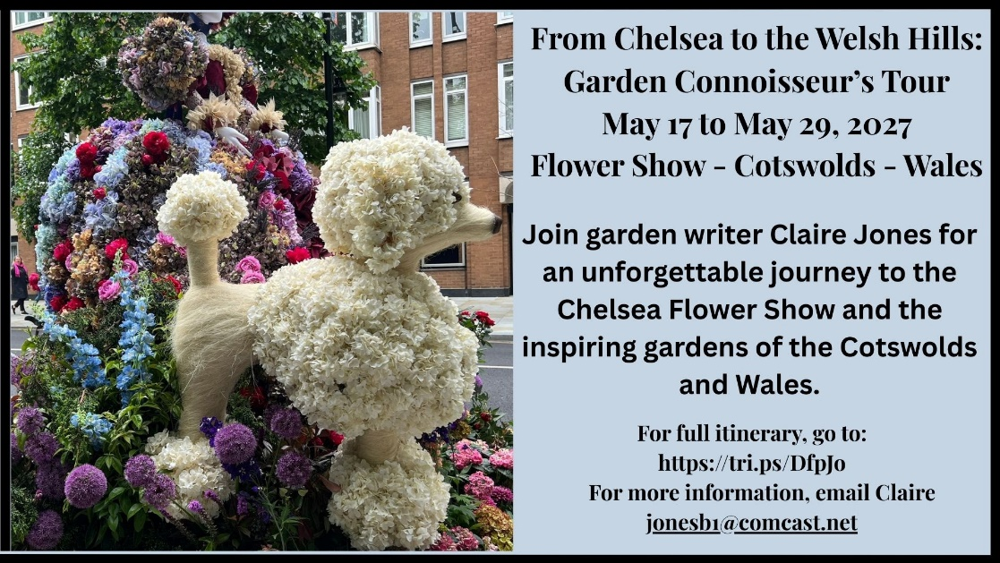 From Chelsea to the Welsh Hills:
Garden Connoisseur's Tour
May 17 to May 29, 2027
Flower Show - Cotswolds - Wales
Join garden writer Claire Jones for
an unforgettable journey to the
Chelsea Flower Show and the
inspiring gardens of the Cotswolds
and Wales.
For full itinerary, go to:
https://tri.ps/DfpJo
For more information, email Claire
jonesb1@comcast.net